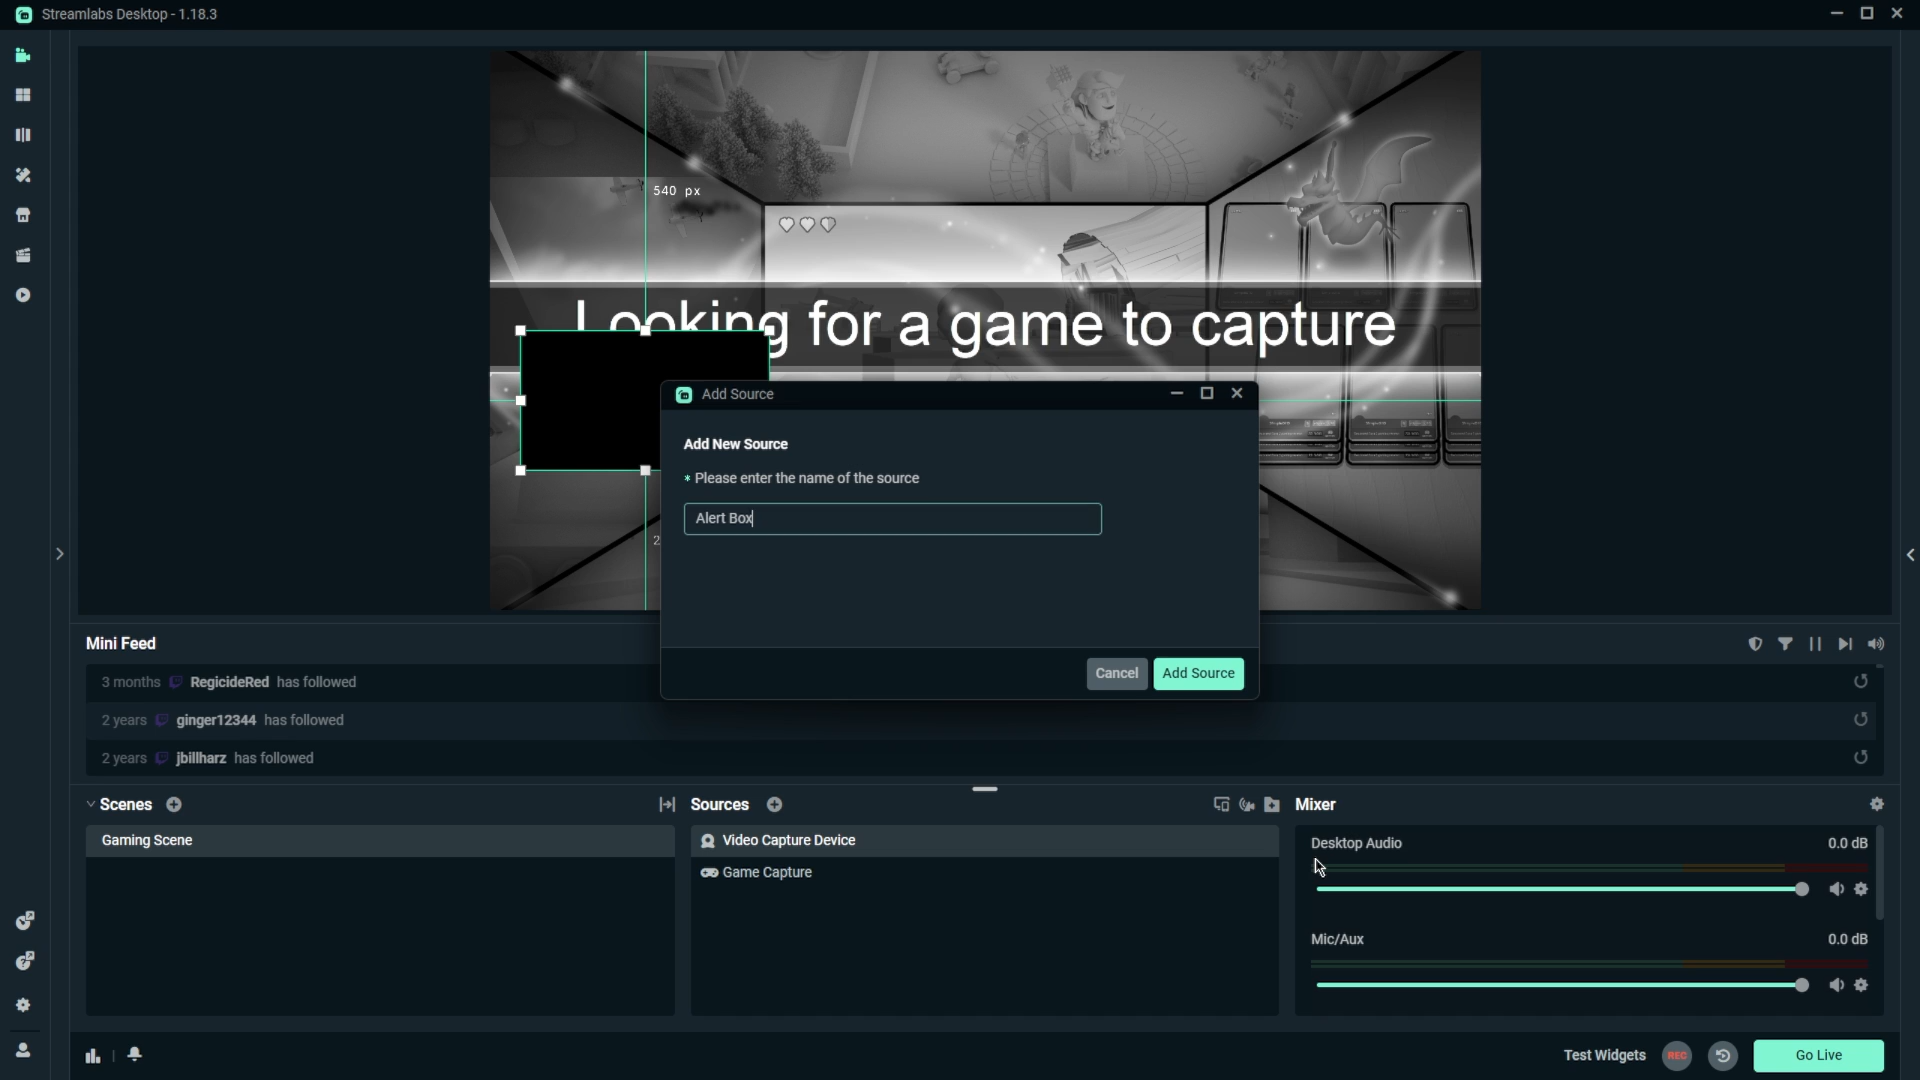 Streamlabs Desktop - 1.18.3
540 px
Looking for a game to capture
Add Source
Add New Source
* Please enter the name of the source
Alert Box
2
Cancel
Add Source
Mini Feed
3 months RegicideRed has followed
2 years ginger12344 has followed
2 years jbillharz has followed
Scenes
Gaming Scene
Sources
Video Capture Device
Game Capture
Mixer
Desktop Audio 0.0 dB
Mic/Aux 0.0 dB
Test Widgets
REC
Go Live